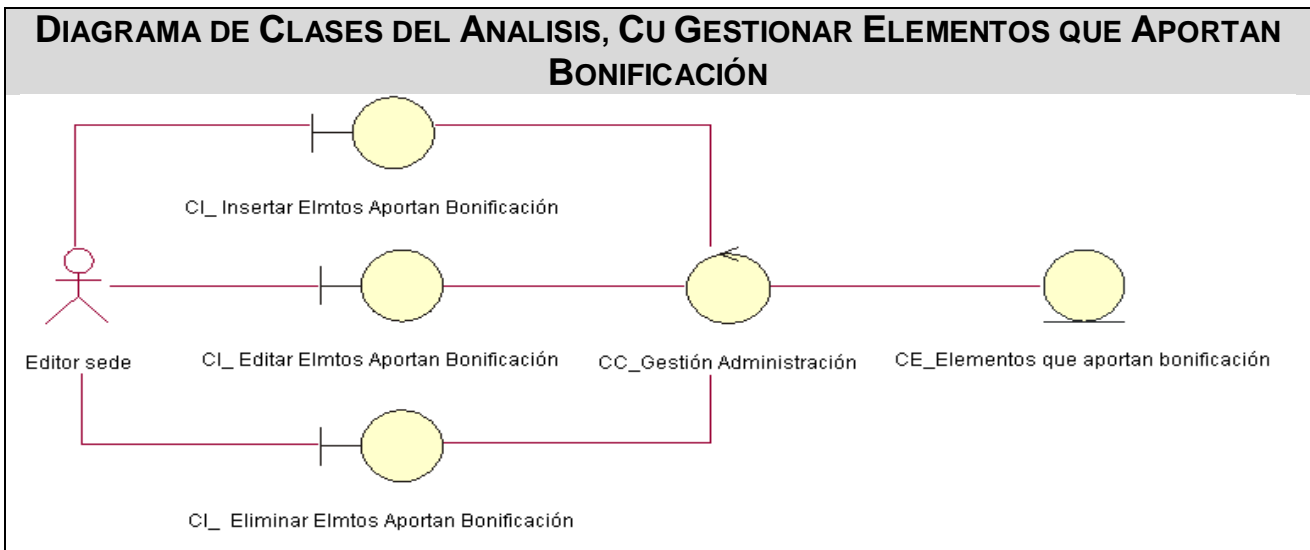 DIAGRAMA DE CLASES DEL ANALISIS, CU GESTIONAR ELEMENTOS QUE APORTAN
BONIFICACIÓN
CI_ Insertar Elmtos Aportan Bonificación
Editor sede
CI_ Editar Elmtos Aportan Bonificación
CC_Gestión Administración
CE_Elementos que aportan bonificación
CI_ Eliminar Elmtos Aportan Bonificación